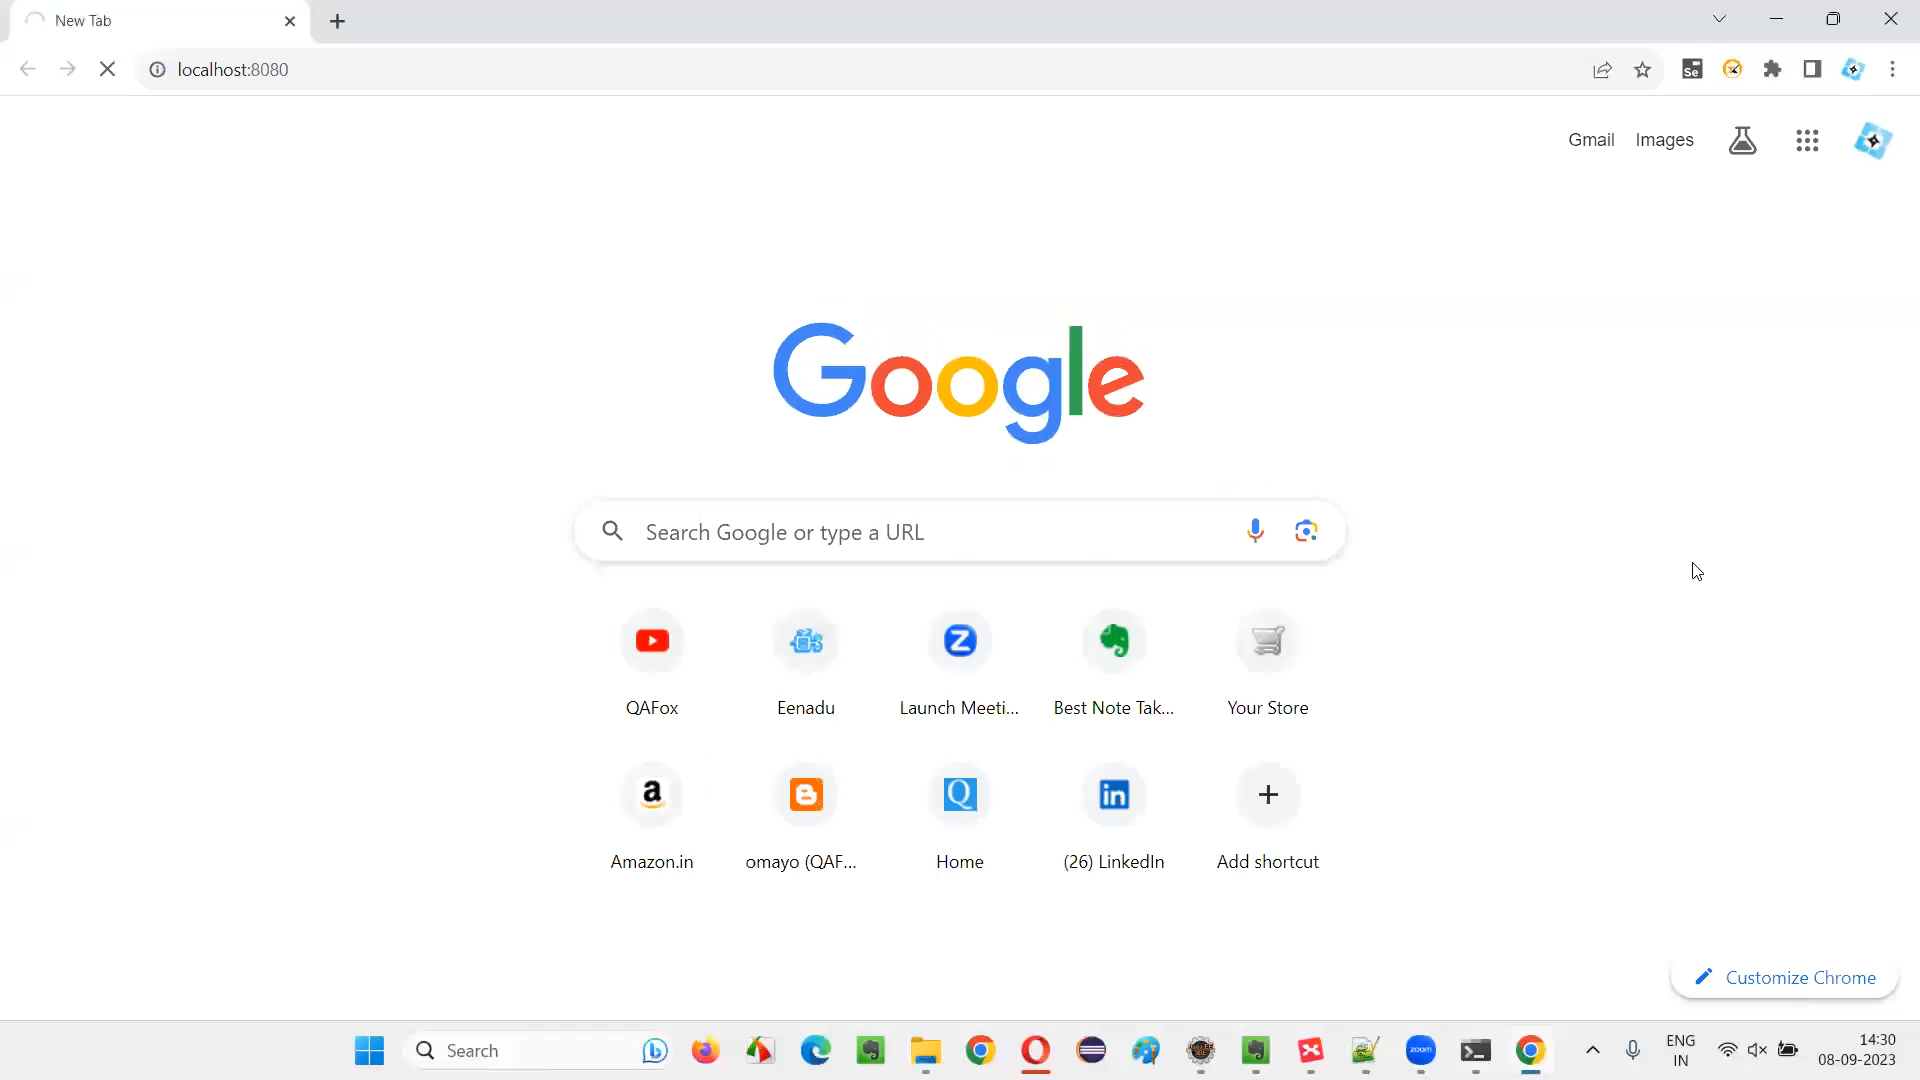 New Tab
localhost:8080
Se
Gmail Images
Google
Search Google or type a URL
QAFox Eenadu Launch Meeti... Best Note Tak... Your Store
Amazon.in omayo (QAF... Home (26) LinkedIn Add shortcut
Customize Chrome
Search
zoom
ENG
IN
14:30
08-09-2023